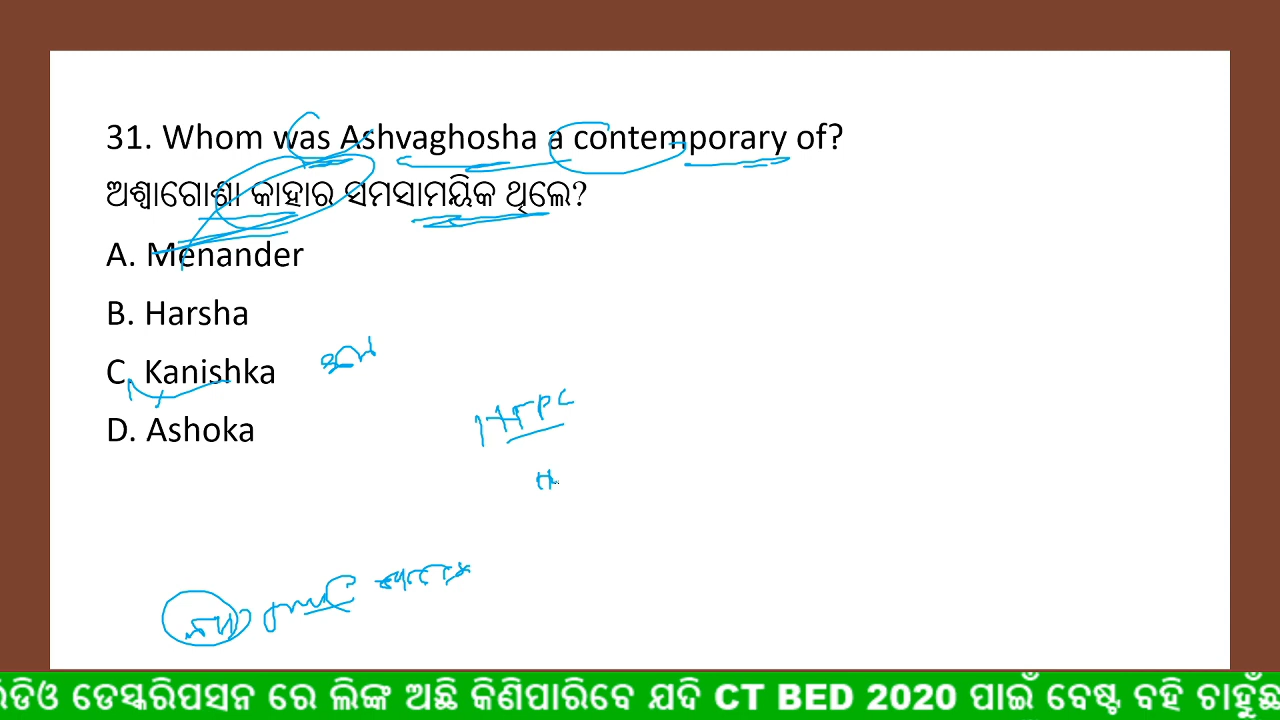 31. Whom was Ashvaghosha a contemporary of?
ଅଶ୍ୱାଗୋଶା କାହାର ସମସାମୟିକ ଥିଲେ?
A. Menander
B. Harsha
C. Kanishka
D. Ashoka
ଡିଓ ଡେସ୍କରିପସନ ରେ ଲିଙ୍କ ଅଛି କିଣିପାରିବେ ଯଦି CT BED 2020 ପାଇଁ ବେଷ୍ଟ ବହି ଚାହୁଁଛ